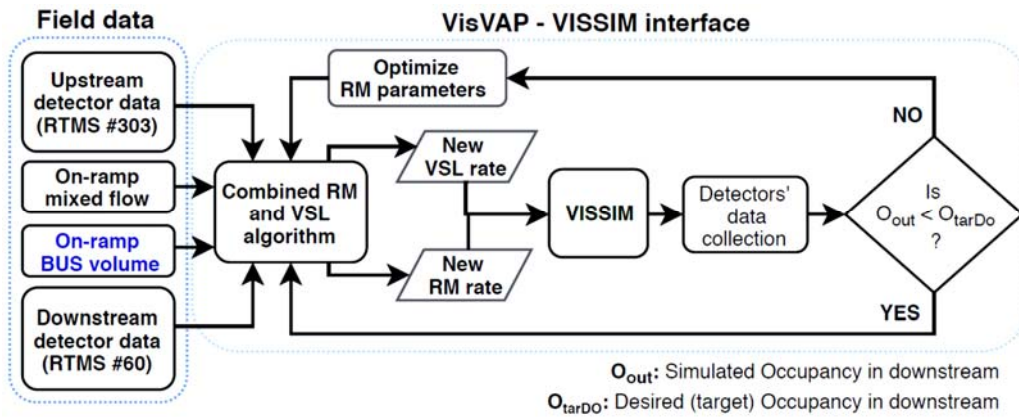 Field data
VisVAP - VISSIM interface
Upstream
detector data
(RTMS #303)
On-ramp
mixed flow
On-ramp
BUS volume
Downstream
detector data
(RTMS #60)
Optimize
RM parameters
Combined RM
and VSL
algorithm
New
VSL rate
New
RM rate
VISSIM
Detectors'
data
collection
Is
Oout < OtarDo
?
NO
YES
Oout: Simulated Occupancy in downstream
OtarDO: Desired (target) Occupancy in downstream